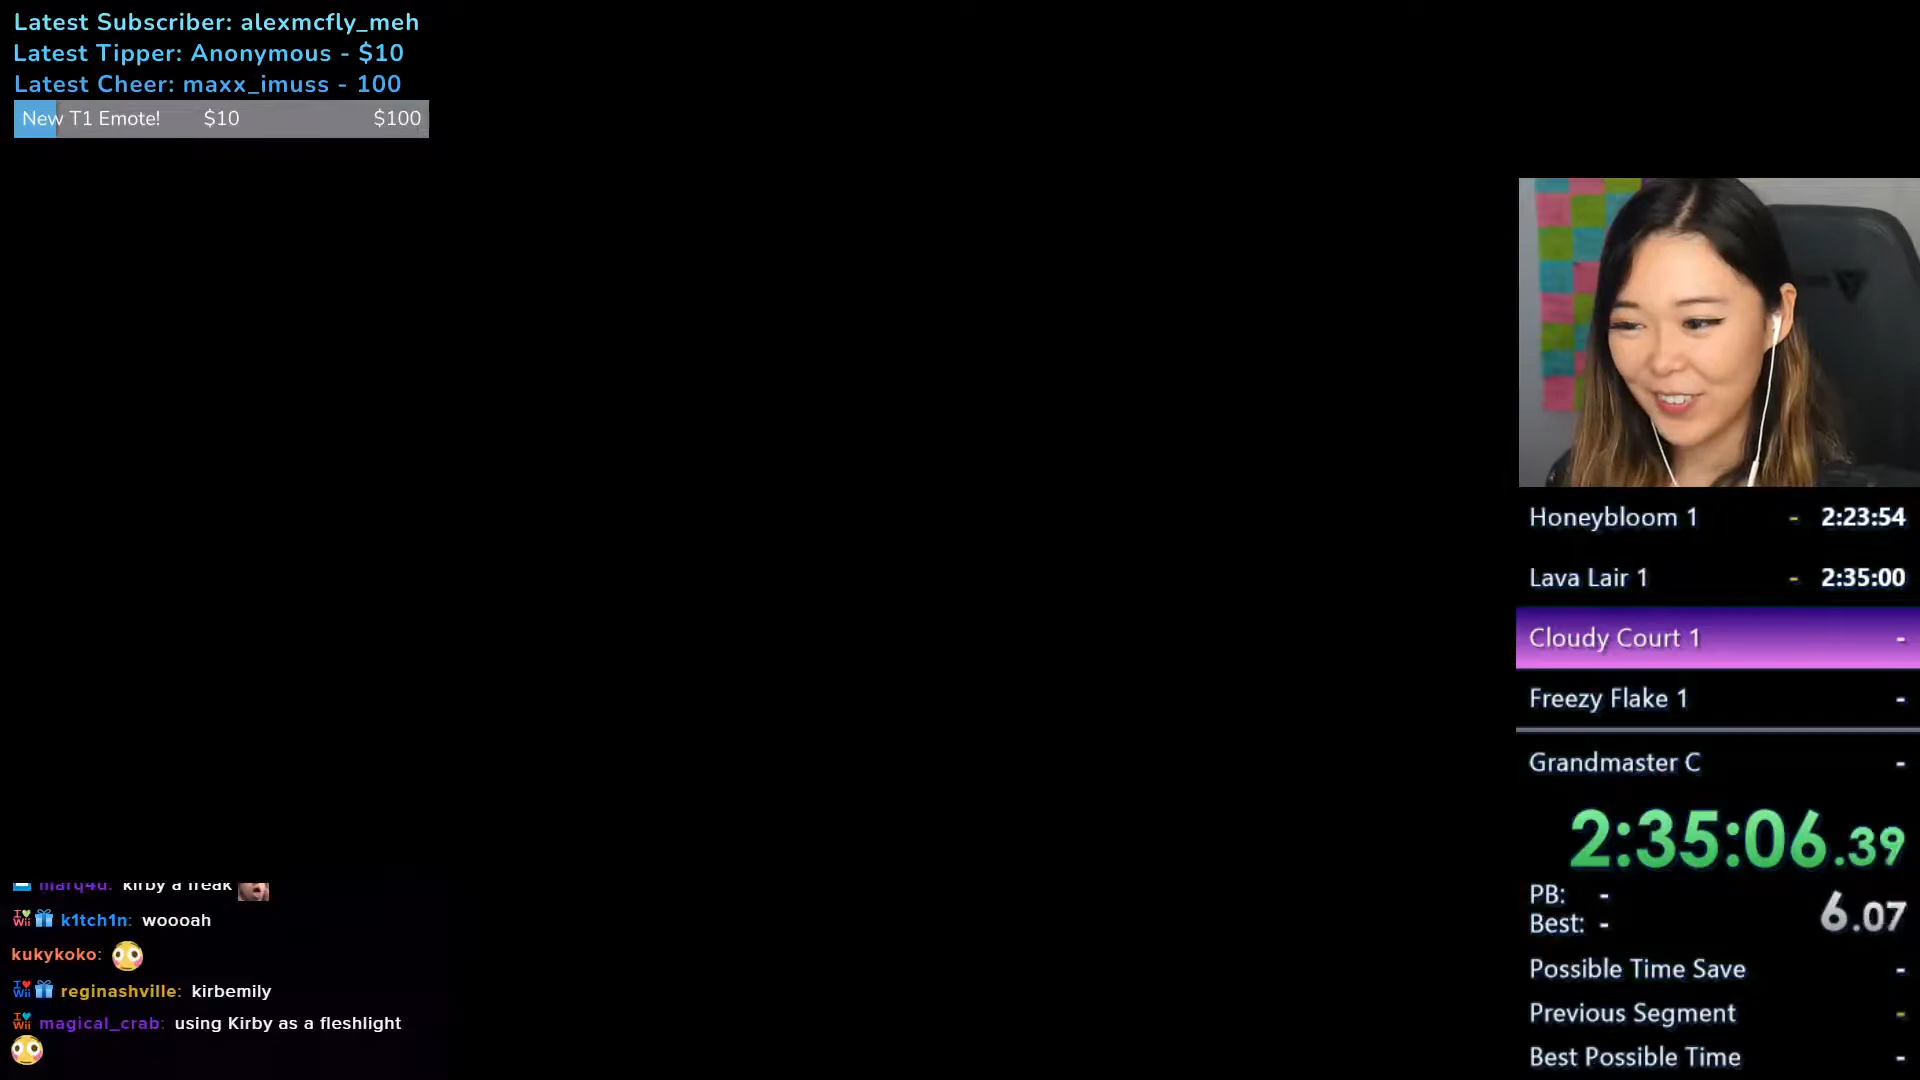 Latest Subscriber: alexmcfly_meh
Latest Tipper: Anonymous - $10
Latest Cheer: maxx_imuss - 100
New T1 Emote! $10 $100
Honeybloom 1 - 2:23:54
Lava Lair 1 - 2:35:00
Cloudy Court 1 -
Freezy Flake 1 -
Grandmaster C -
2:35:06.39
PB: -
6.07
Best: -
Possible Time Save -
Previous Segment -
Best Possible Time -
marq4u: kirby a freak
k1tch1n: woooah
kukykoko:
reginashville: kirbemily
magical_crab: using Kirby as a fleshlight